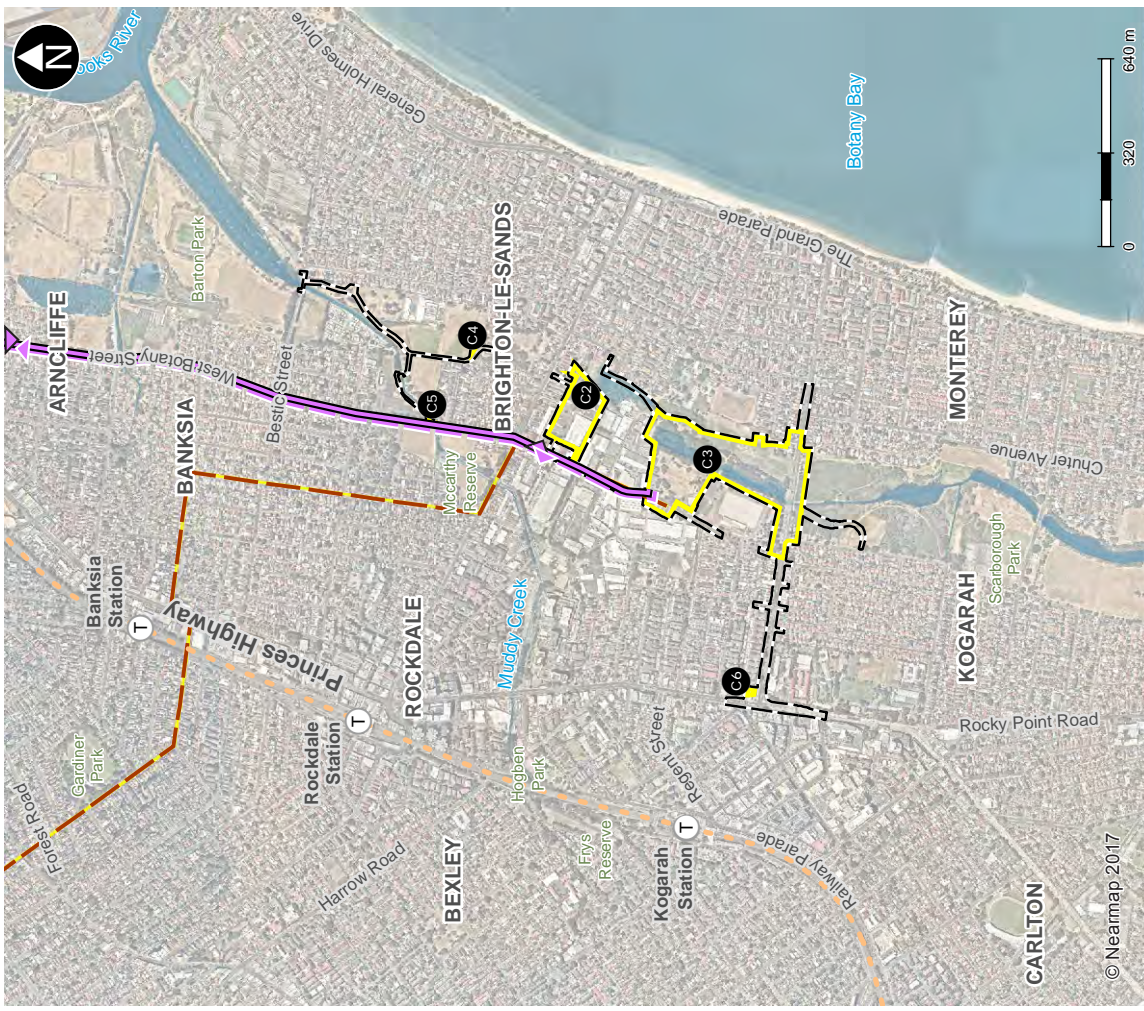 N
ooks River
Forest Road
ARNCLIFFE
Gardiner
Park
Banksia
Station
T
BANKSIA
Barton Park
West Botany Street
Princes Highway
Bestic Street
General Holmes Drive
Rockdale
Station
T
Harrow Road
ROCKDALE
C5
C4
BEXLEY
Mccarthy
Reserve
BRIGHTON-LE-SANDS
Muddy Creek
Hogben
Park
C2
Frys
Reserve
Kogarah
Station
T
Regent Street
C3
C6
The Grand Parade
Railway Parade
Botany Bay
MONTEREY
KOGARAH
Scarborough
Park
Chuter Avenue
Rocky Point Road
CARLTON
© Nearmap 2017
0
320
640 m